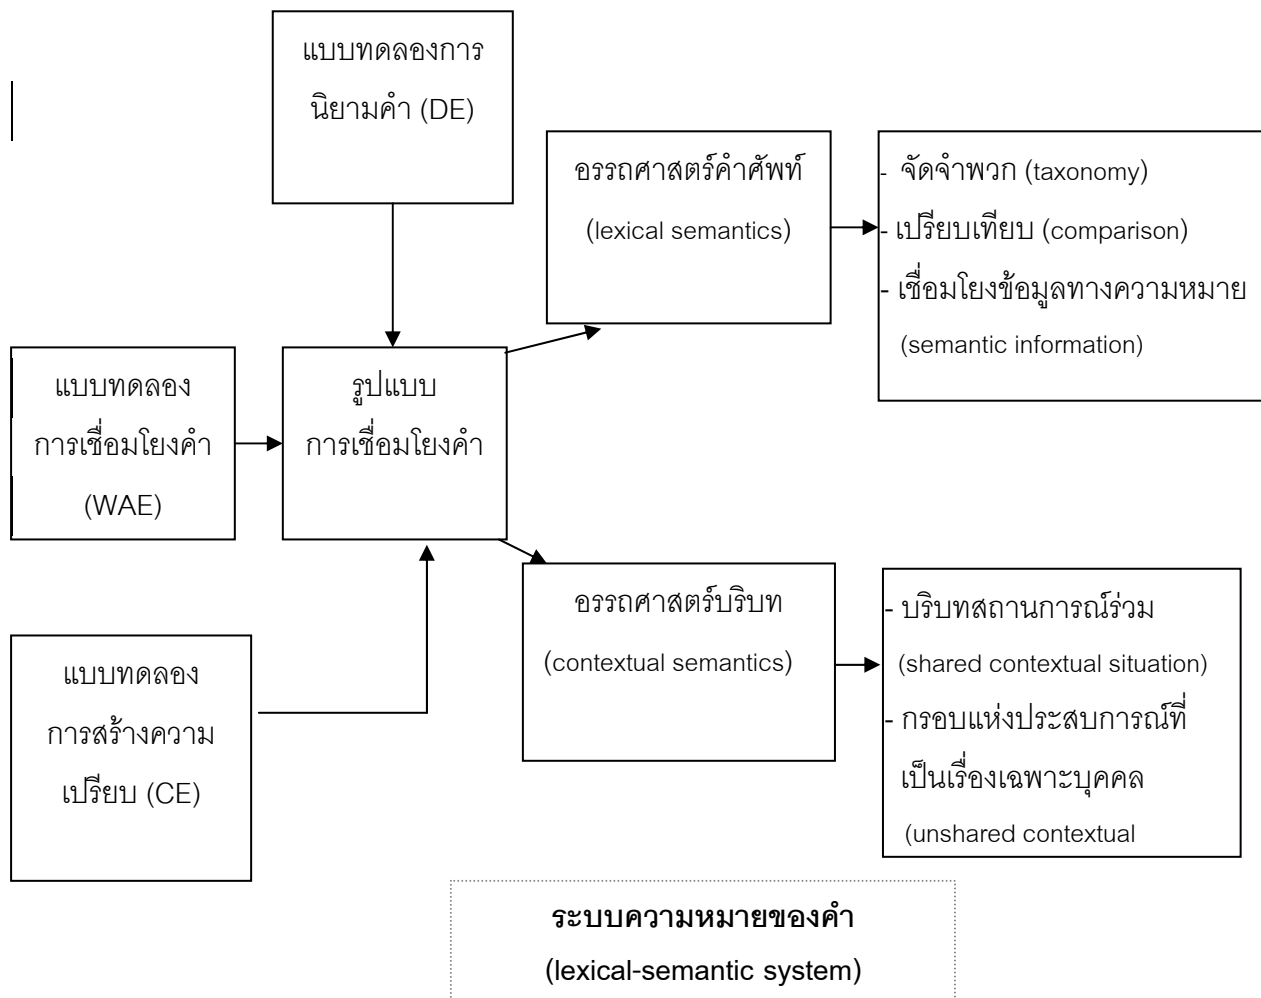 แบบทดลองการ
นิยามคำ (DE)
อรรถศาสตร์คำศัพท์
(lexical semantics)
- จัดจำพวก (taxonomy)
- เปรียบเทียบ (comparison)
- เชื่อมโยงข้อมูลทางความหมาย
(semantic information)
แบบทดลอง
การเชื่อมโยงคำ
(WAE)
รูปแบบ
การเชื่อมโยงคำ
แบบทดลอง
การสร้างความ
เปรียบ (CE)
อรรถศาสตร์บริบท
(contextual semantics)
- บริบทสถานการณ์ร่วม
(shared contextual situation)
- กรอบแห่งประสบการณ์ที่
เป็นเรื่องเฉพาะบุคคล
(unshared contextual
ระบบความหมายของคำ
(lexical-semantic system)